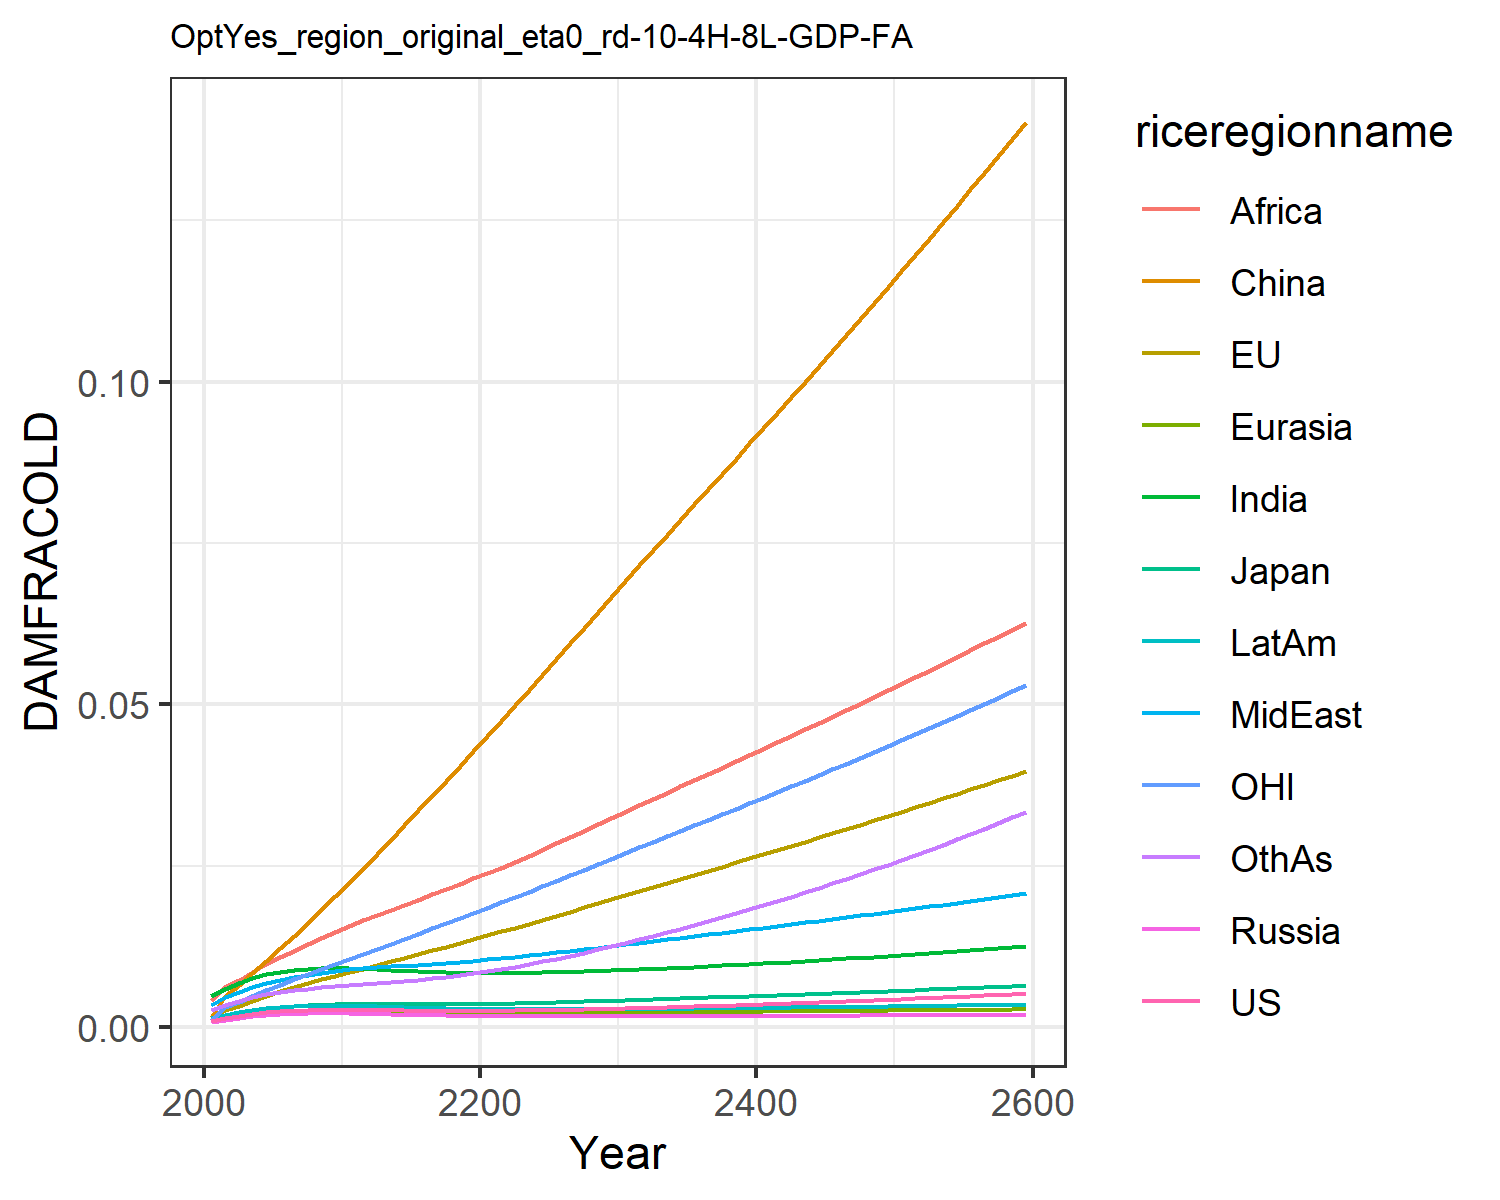 OptYes_region_original_eta0_rd-10-4H-8L-GDP-FA
DAMFRACOLD
0.10
0.05
0.00
2000 2200 2400 2600
Year
riceregionname
Africa
China
EU
Eurasia
India
Japan
LatAm
MidEast
OHI
OthAs
Russia
US